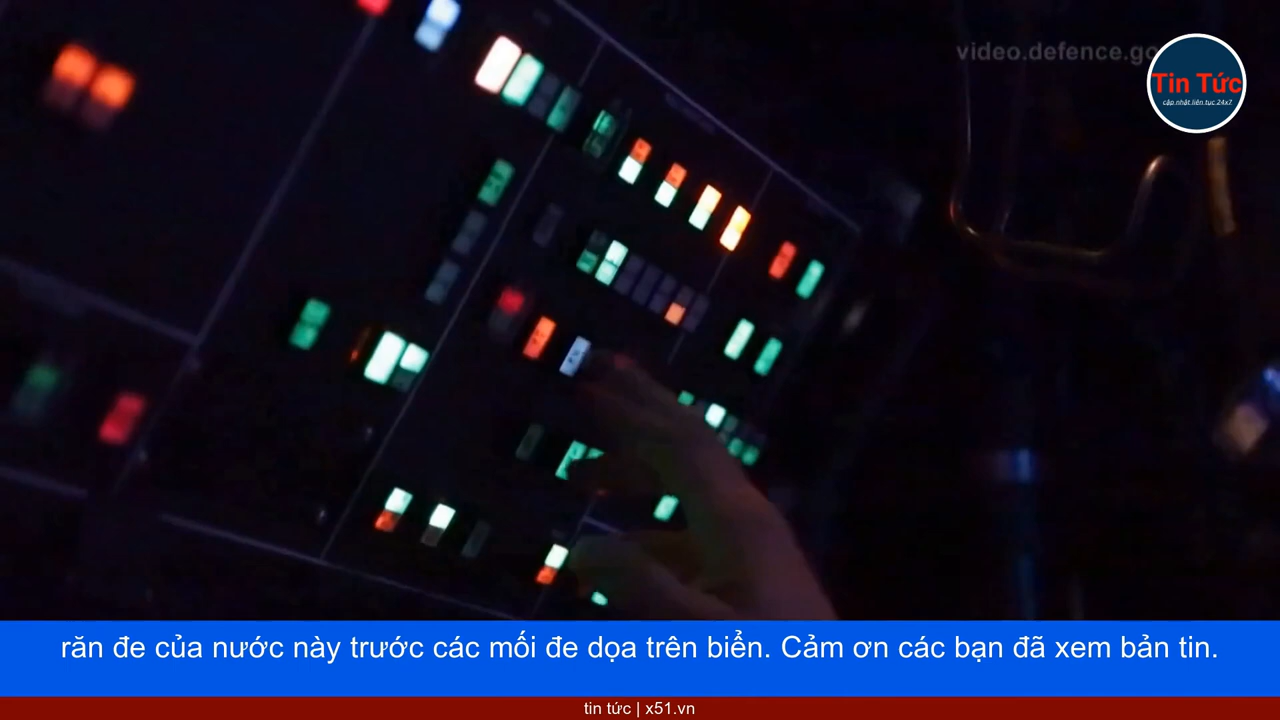 video.defence.go
Tin Tức
cập nhật liên tục 24x7
răn đe của nước này trước các mối đe dọa trên biển. Cảm ơn các bạn đã xem bản tin.
tin tức | x51.vn